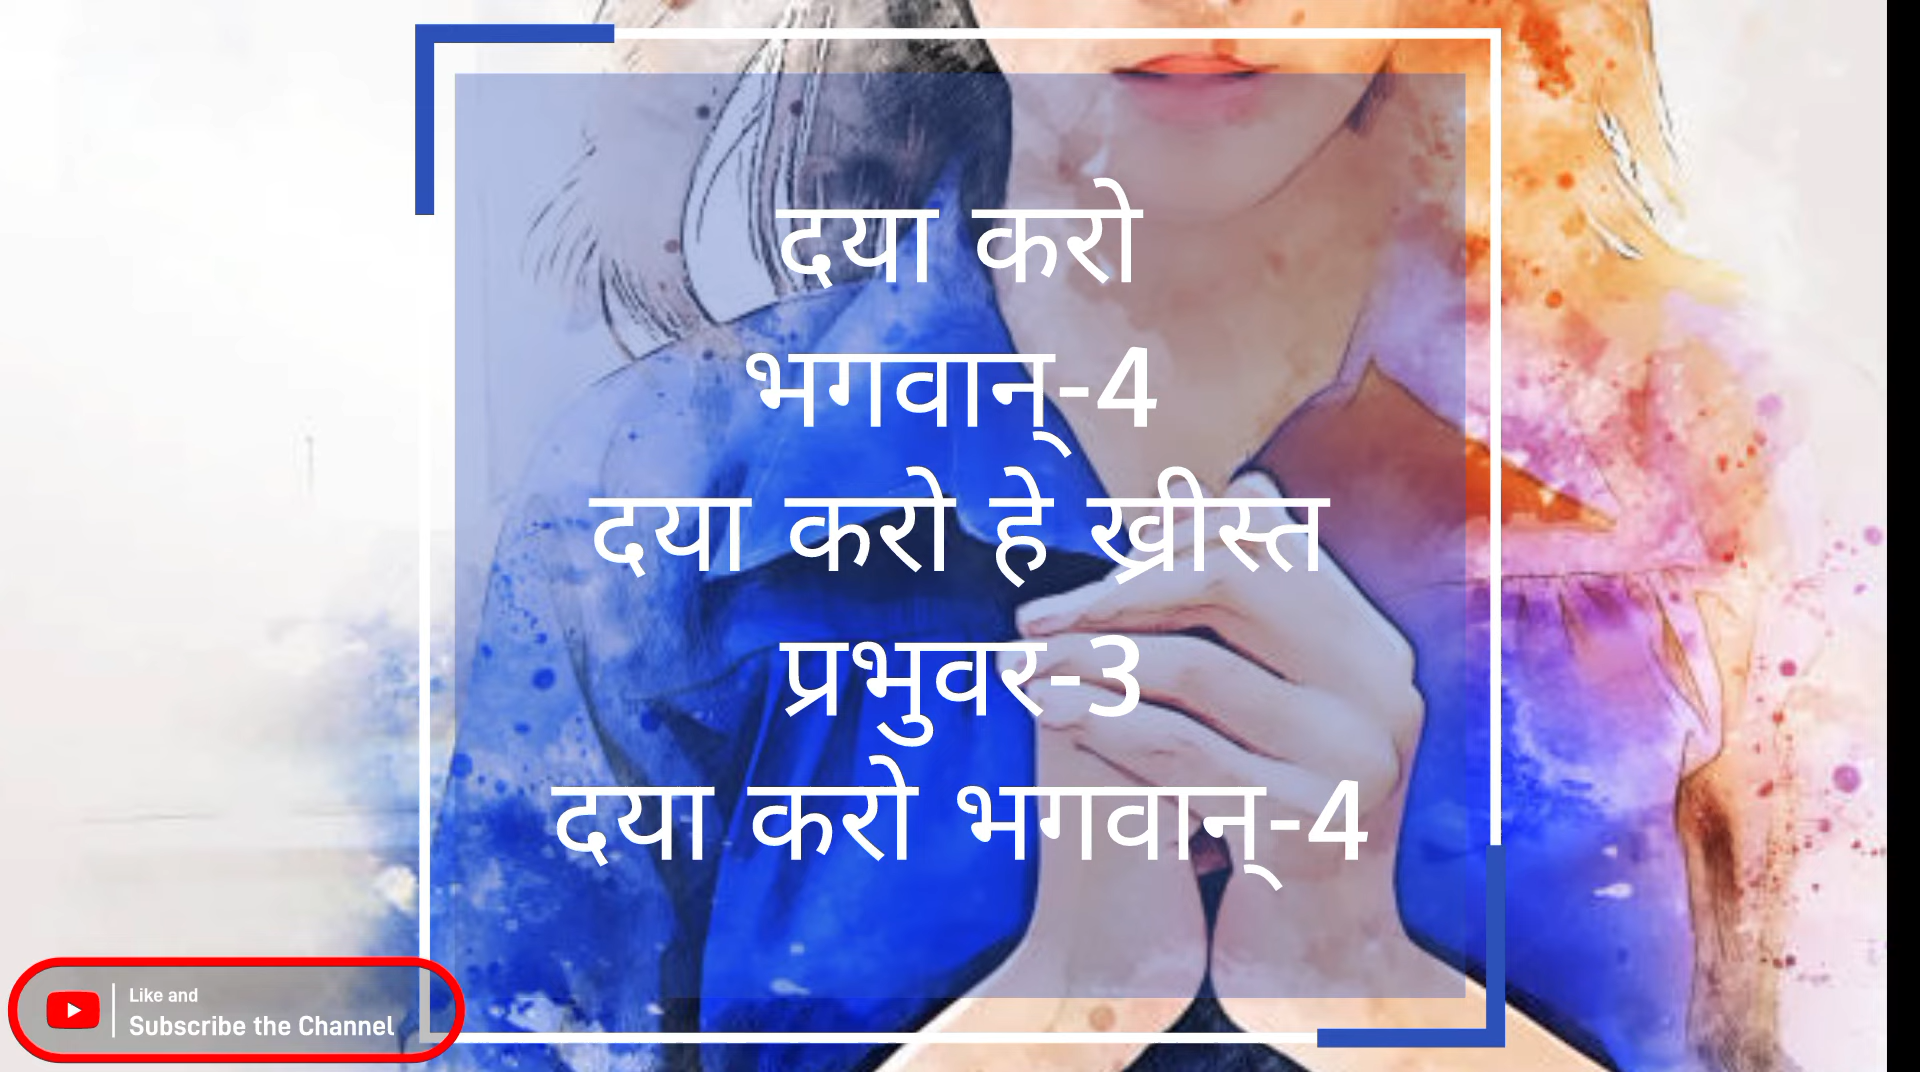 दया करो
भगवान्-4
दया करो हे ख्रीस्त
प्रभुवर-3
दया करो भगवान्-4
Like and
Subscribe the Channel